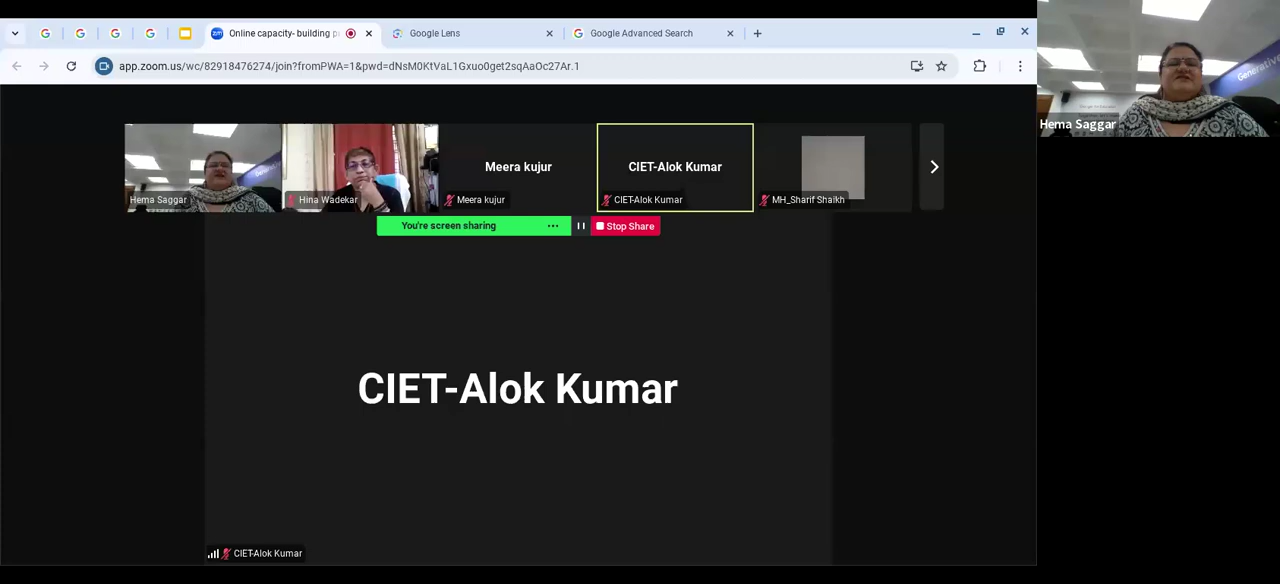 Online capacity- building p
Google Lens
Google Advanced Search
app.zoom.us/wc/82918476274/join?fromPWA=1&pwd=dNsM0KtVaL1Gxuo0get2sqAaOc27Ar.1
Generative
Hema Saggar
Meera kujur
CIET-Alok Kumar
Hema Saggar
Hina Wadekar
Meera kujur
CIET-Alok Kumar
MH_Sharif Shaikh
You're screen sharing
Stop Share
CIET-Alok Kumar
CIET-Alok Kumar